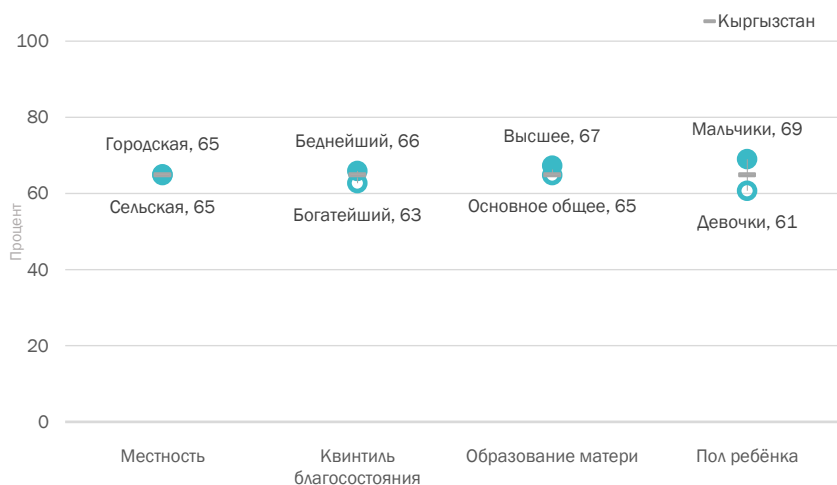 Кыргызстан
100
80
60
40
20
0
Процент
Городская, 65
Сельская, 65
Беднейший, 66
Богатейший, 63
Высшее, 67
Основное общее, 65
Мальчики, 69
Девочки, 61
Местность
Квинтиль
благосостояния
Образование матери
Пол ребёнка